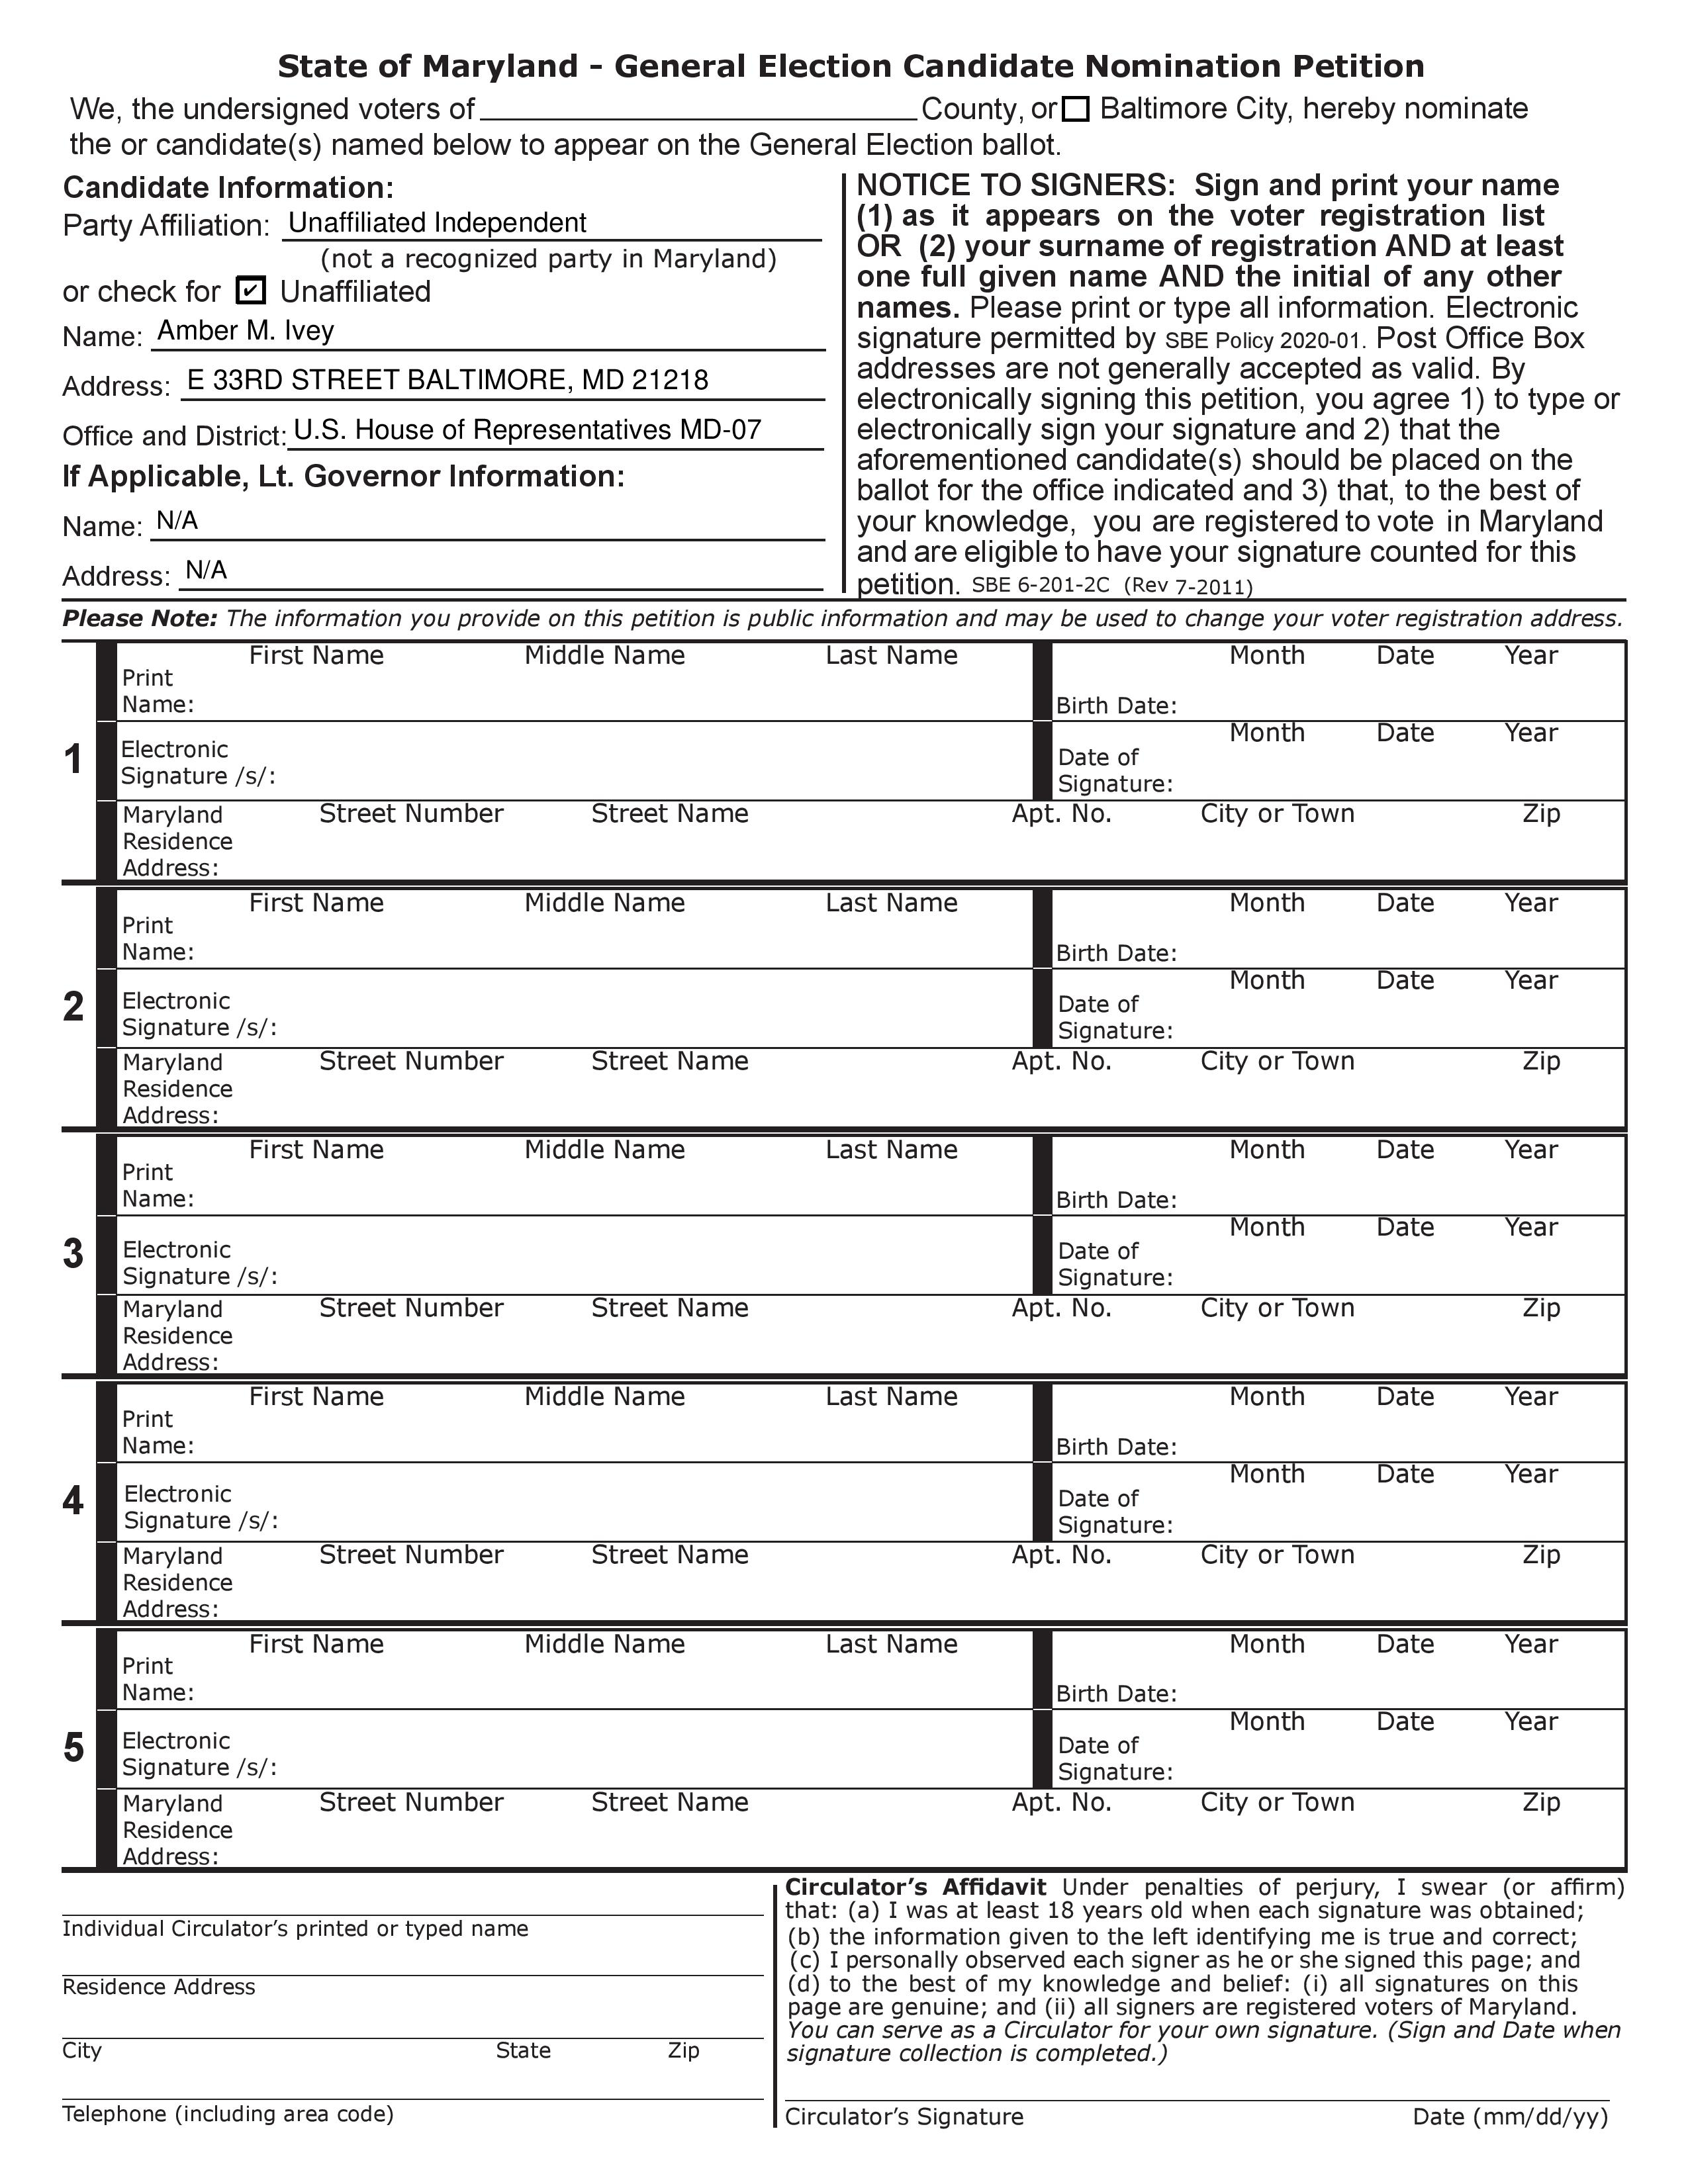 State of Maryland - General Election Candidate Nomination Petition
We, the undersigned voters of ____ County, or ☐ Baltimore City, hereby nominate
the or candidate(s) named below to appear on the General Election ballot.
Candidate Information:
Party Affiliation: Unaffiliated Independent
(not a recognized party in Maryland)
or check for ☑ Unaffiliated
Name: Amber M. Ivey
Address: E 33RD STREET BALTIMORE, MD 21218
Office and District: U.S. House of Representatives MD-07
If Applicable, Lt. Governor Information:
Name: N/A
Address: N/A
NOTICE TO SIGNERS: Sign and print your name
(1) as it appears on the voter registration list
OR (2) your surname of registration AND at least
one full given name AND the initial of any other
names. Please print or type all information. Electronic
signature permitted by SBE Policy 2020-01. Post Office Box
addresses are not generally accepted as valid. By
electronically signing this petition, you agree 1) to type or
electronically sign your signature and 2) that the
aforementioned candidate(s) should be placed on the
ballot for the office indicated and 3) that, to the best of
your knowledge, you are registered to vote in Maryland
and are eligible to have your signature counted for this
petition. SBE 6-201-2C (Rev 7-2011)
Please Note: The information you provide on this petition is public information and may be used to change your voter registration address.
1
First Name Middle Name Last Name Month Date Year
Print
Name: Birth Date:
Month Date Year
Electronic Date of
Signature /s/: Signature:
Maryland Street Number Street Name Apt. No. City or Town Zip
Residence
Address:
2
First Name Middle Name Last Name Month Date Year
Print
Name: Birth Date:
Month Date Year
Electronic Date of
Signature /s/: Signature:
Maryland Street Number Street Name Apt. No. City or Town Zip
Residence
Address:
3
First Name Middle Name Last Name Month Date Year
Print
Name: Birth Date:
Month Date Year
Electronic Date of
Signature /s/: Signature:
Maryland Street Number Street Name Apt. No. City or Town Zip
Residence
Address:
4
First Name Middle Name Last Name Month Date Year
Print
Name: Birth Date:
Month Date Year
Electronic Date of
Signature /s/: Signature:
Maryland Street Number Street Name Apt. No. City or Town Zip
Residence
Address:
5
First Name Middle Name Last Name Month Date Year
Print
Name: Birth Date:
Month Date Year
Electronic Date of
Signature /s/: Signature:
Maryland Street Number Street Name Apt. No. City or Town Zip
Residence
Address:
Individual Circulator's printed or typed name
Residence Address
City State Zip
Telephone (including area code)
Circulator's Affidavit Under penalties of perjury, I swear (or affirm)
that: (a) I was at least 18 years old when each signature was obtained;
(b) the information given to the left identifying me is true and correct;
(c) I personally observed each signer as he or she signed this page; and
(d) to the best of my knowledge and belief: (i) all signatures on this
page are genuine; and (ii) all signers are registered voters of Maryland.
You can serve as a Circulator for your own signature. (Sign and Date when
signature collection is completed.)
Circulator's Signature Date (mm/dd/yy)